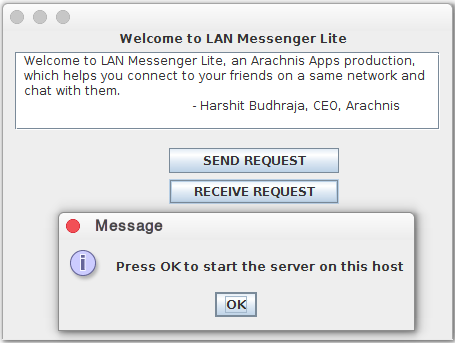 Welcome to LAN Messenger Lite
Welcome to LAN Messenger Lite, an Arachnis Apps production,
which helps you connect to your friends on a same network and
chat with them.
- Harshit Budhraja, CEO, Arachnis
SEND REQUEST
RECEIVE REQUEST
Message
Press OK to start the server on this host
OK